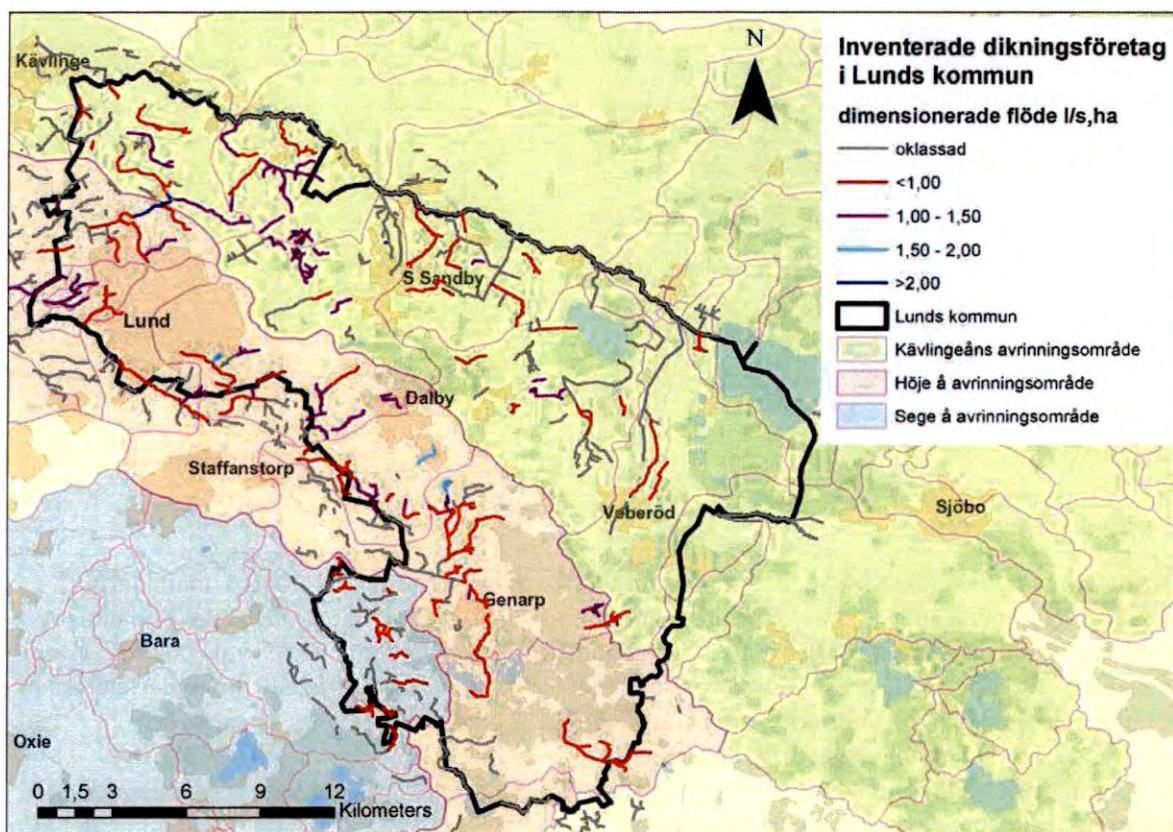 Inventerade dikningsföretag
i Lunds kommun
dimensionerade flöde l/s,ha
oklassad
<1,00
1,00 - 1,50
1,50 - 2,00
>2,00
Lunds kommun
Kävlingeåns avrinningsområde
Höje å avrinningsområde
Sege å avrinningsområde
N
Kävlinge
S Sandby
Lund
Dalby
Staffanstorp
Veberöd
Sjöbo
Genarp
Bara
Oxie
0 1,5 3 6 9 12
Kilometers